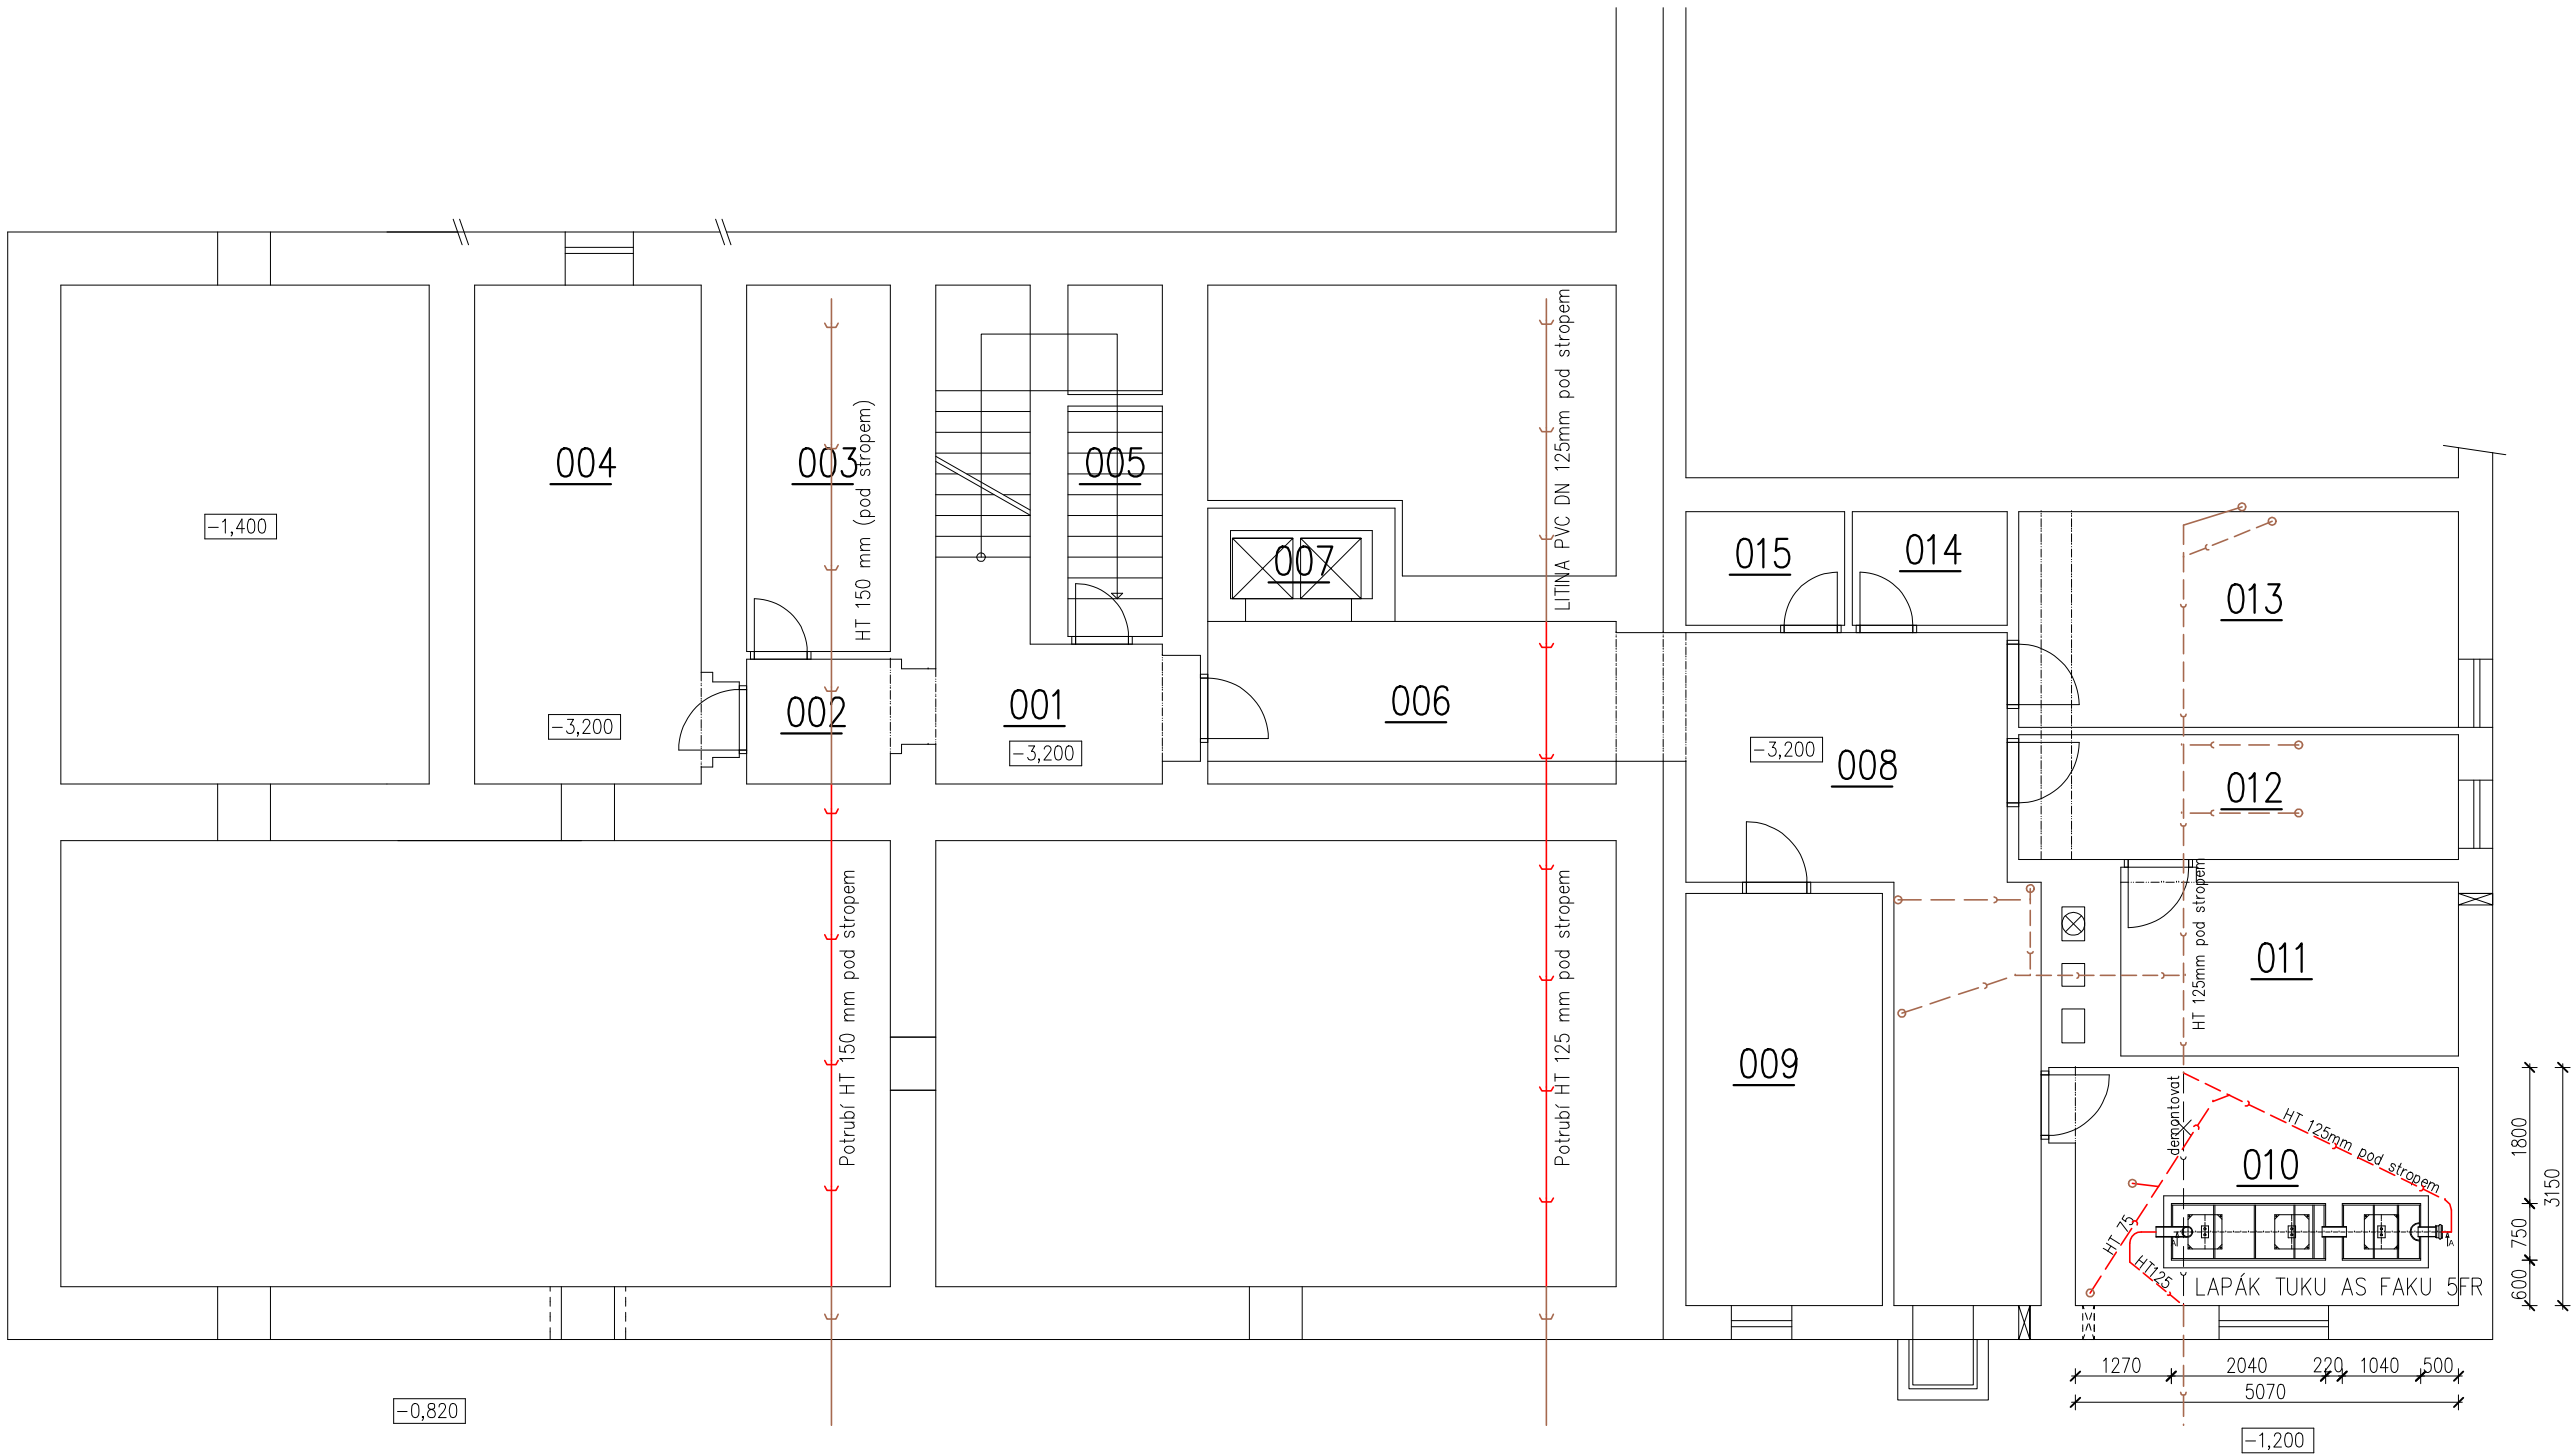 004
003
005
-1,400
HT 150 mm (pod stropem)
LITINA PVC DN 125mm pod stropem
007
015
014
013
-3,200
002
001
-3,200
006
-3,200
008
012
Potrubí HT 150 mm pod stropem
Potrubí HT 125 mm pod stropem
HT 125mm pod stropem
011
009
demontovat
HT 125mm pod stropem
010
HT 75
HT125
A
A
LAPÁK TUKU AS FAKU 5FR
1800
750
600
3150
1270
2040
220
1040
500
5070
-0,820
-1,200